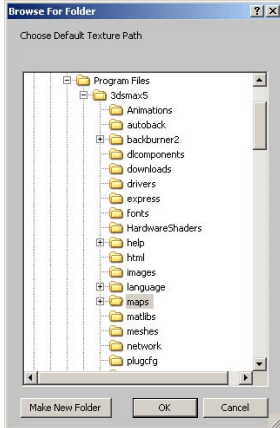 Browse For Folder
Choose Default Texture Path
Program Files
3dsmax5
Animations
autoback
backburner2
dlcomponents
downloads
drivers
express
fonts
HardwareShaders
help
html
images
language
maps
matlibs
meshes
network
plugcfg
Make New Folder
OK
Cancel